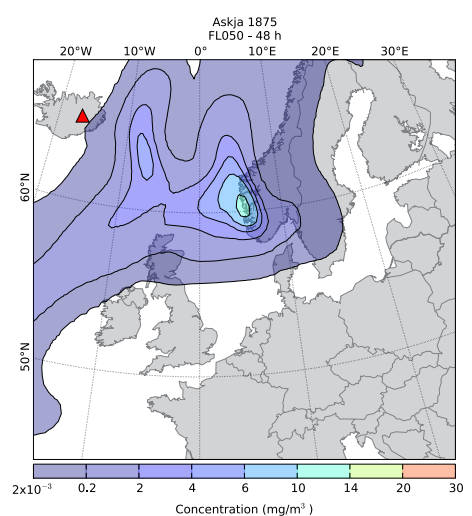 Askja 1875
FL050 - 48 h
20°W 10°W 0° 10°E 20°E 30°E
60°N
50°N
2x10⁻³ 0.2 2 4 6 10 14 20 30
Concentration (mg/m³ )